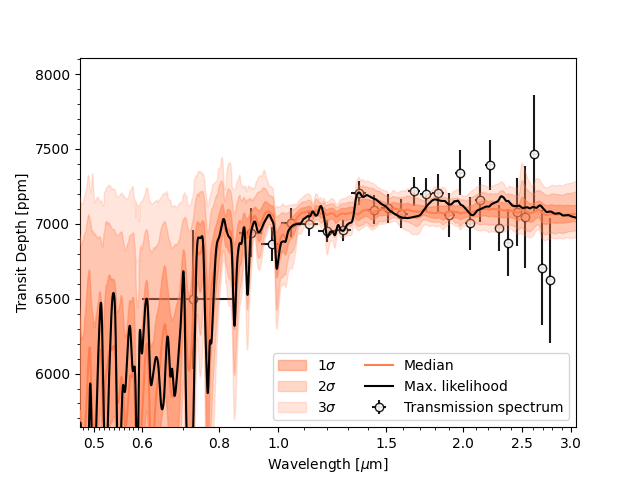 8000
7500
7000
6500
6000
Transit Depth [ppm]
0.5 0.6 0.8 1.0 1.5 2.0 2.5 3.0
Wavelength [μm]
1σ Median
2σ Max. likelihood
3σ Transmission spectrum